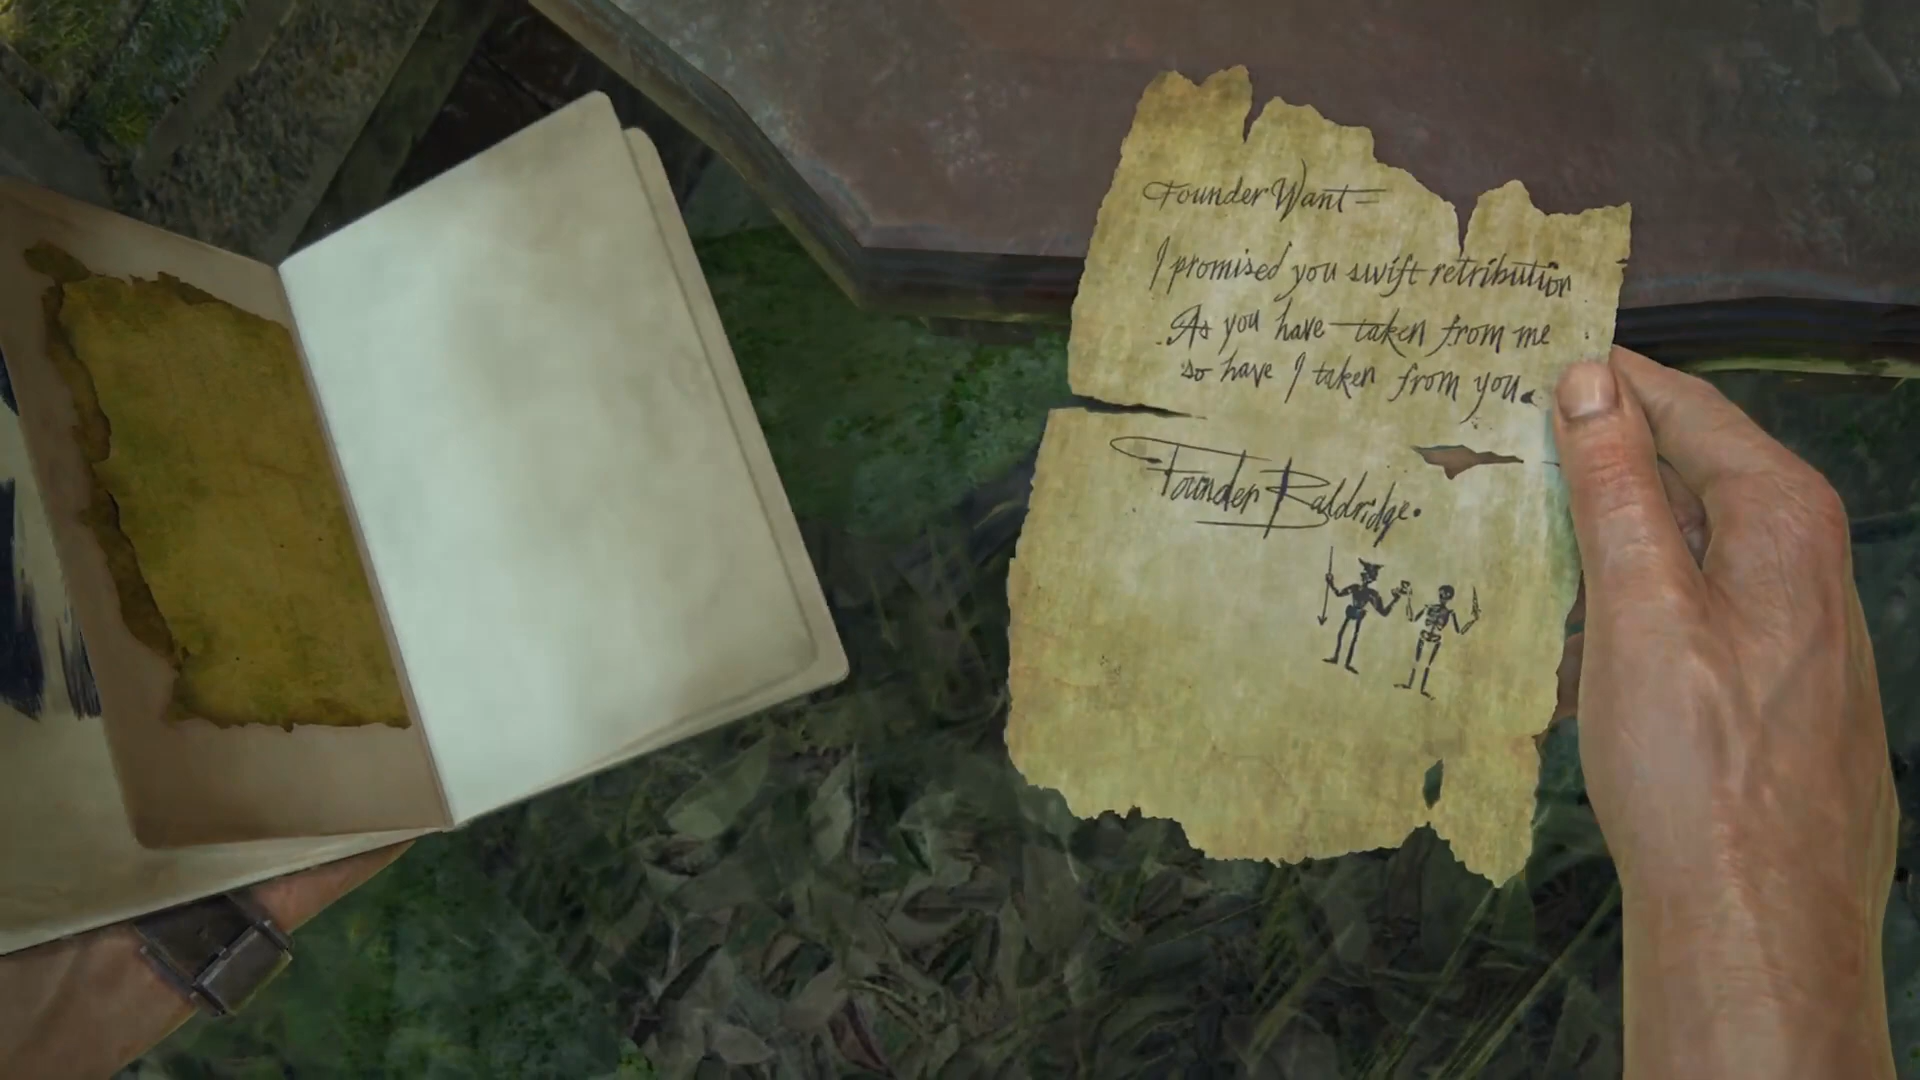 Founder Want –
I promised you swift retribution
As you have taken from me
so have I taken from you.
Founder Baldridge.